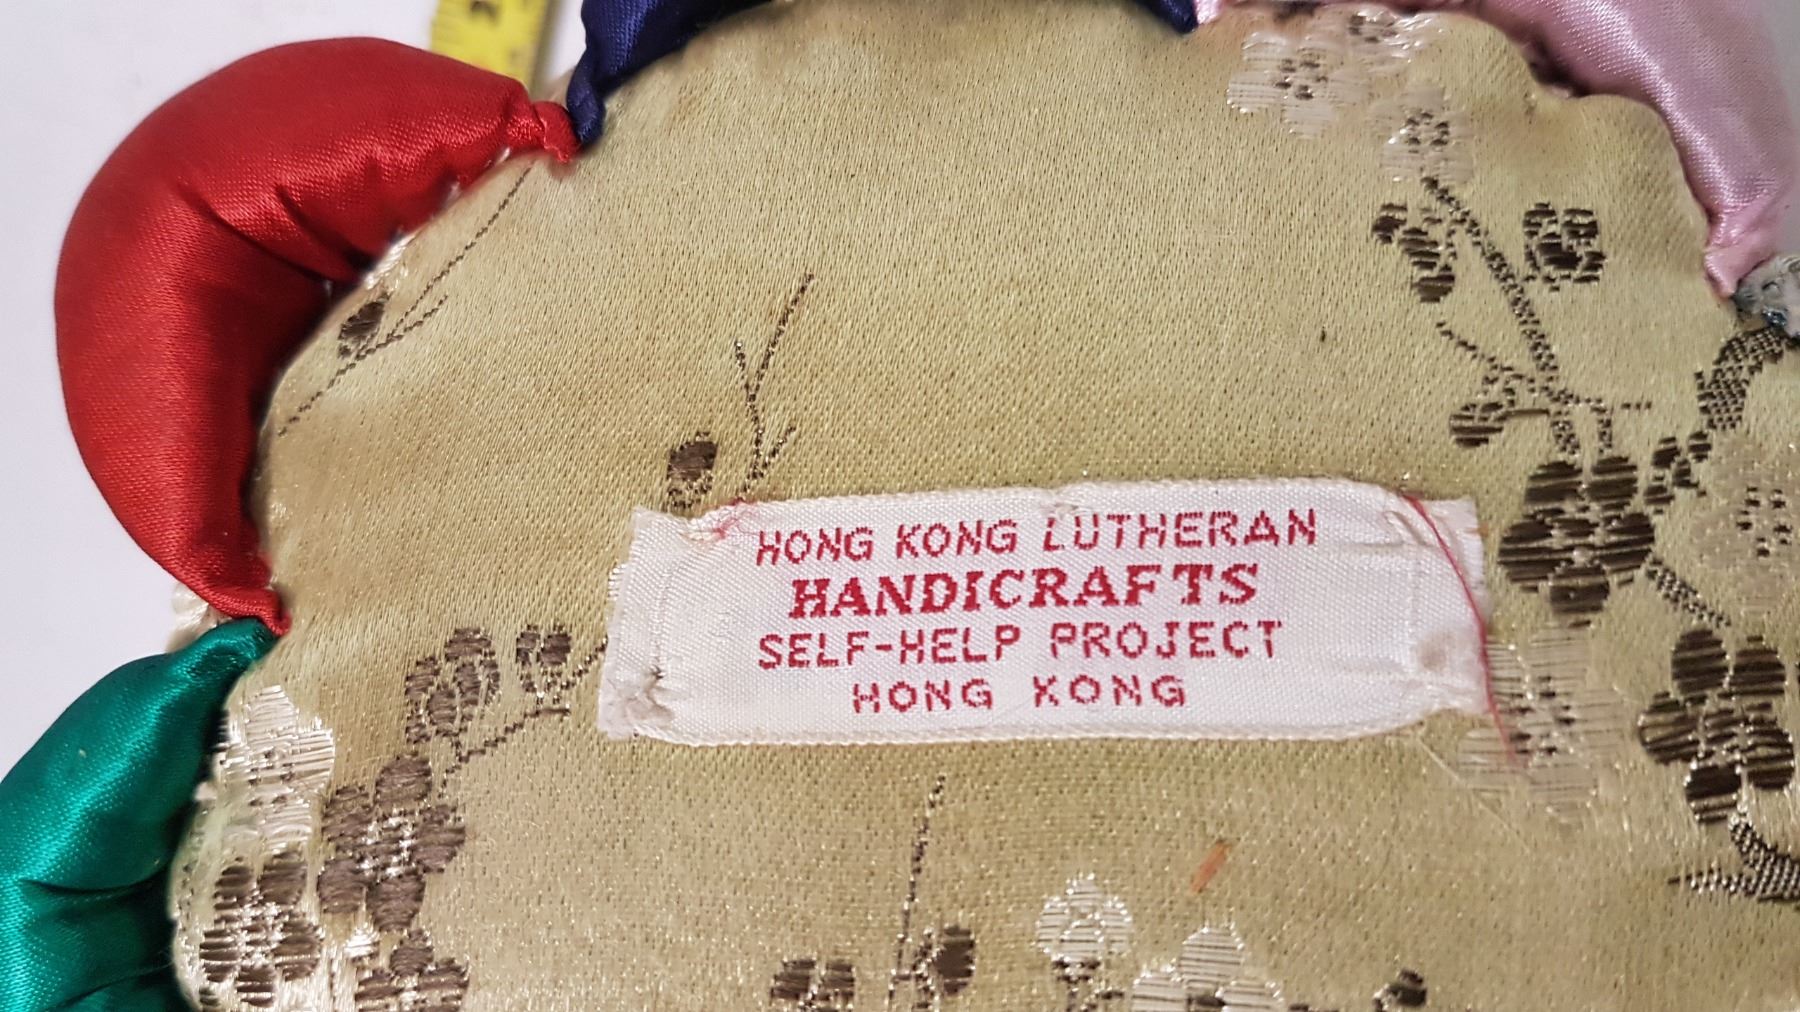 HONG KONG LUTHERAN
HANDICRAFTS
SELF-HELP PROJECT
HONG KONG